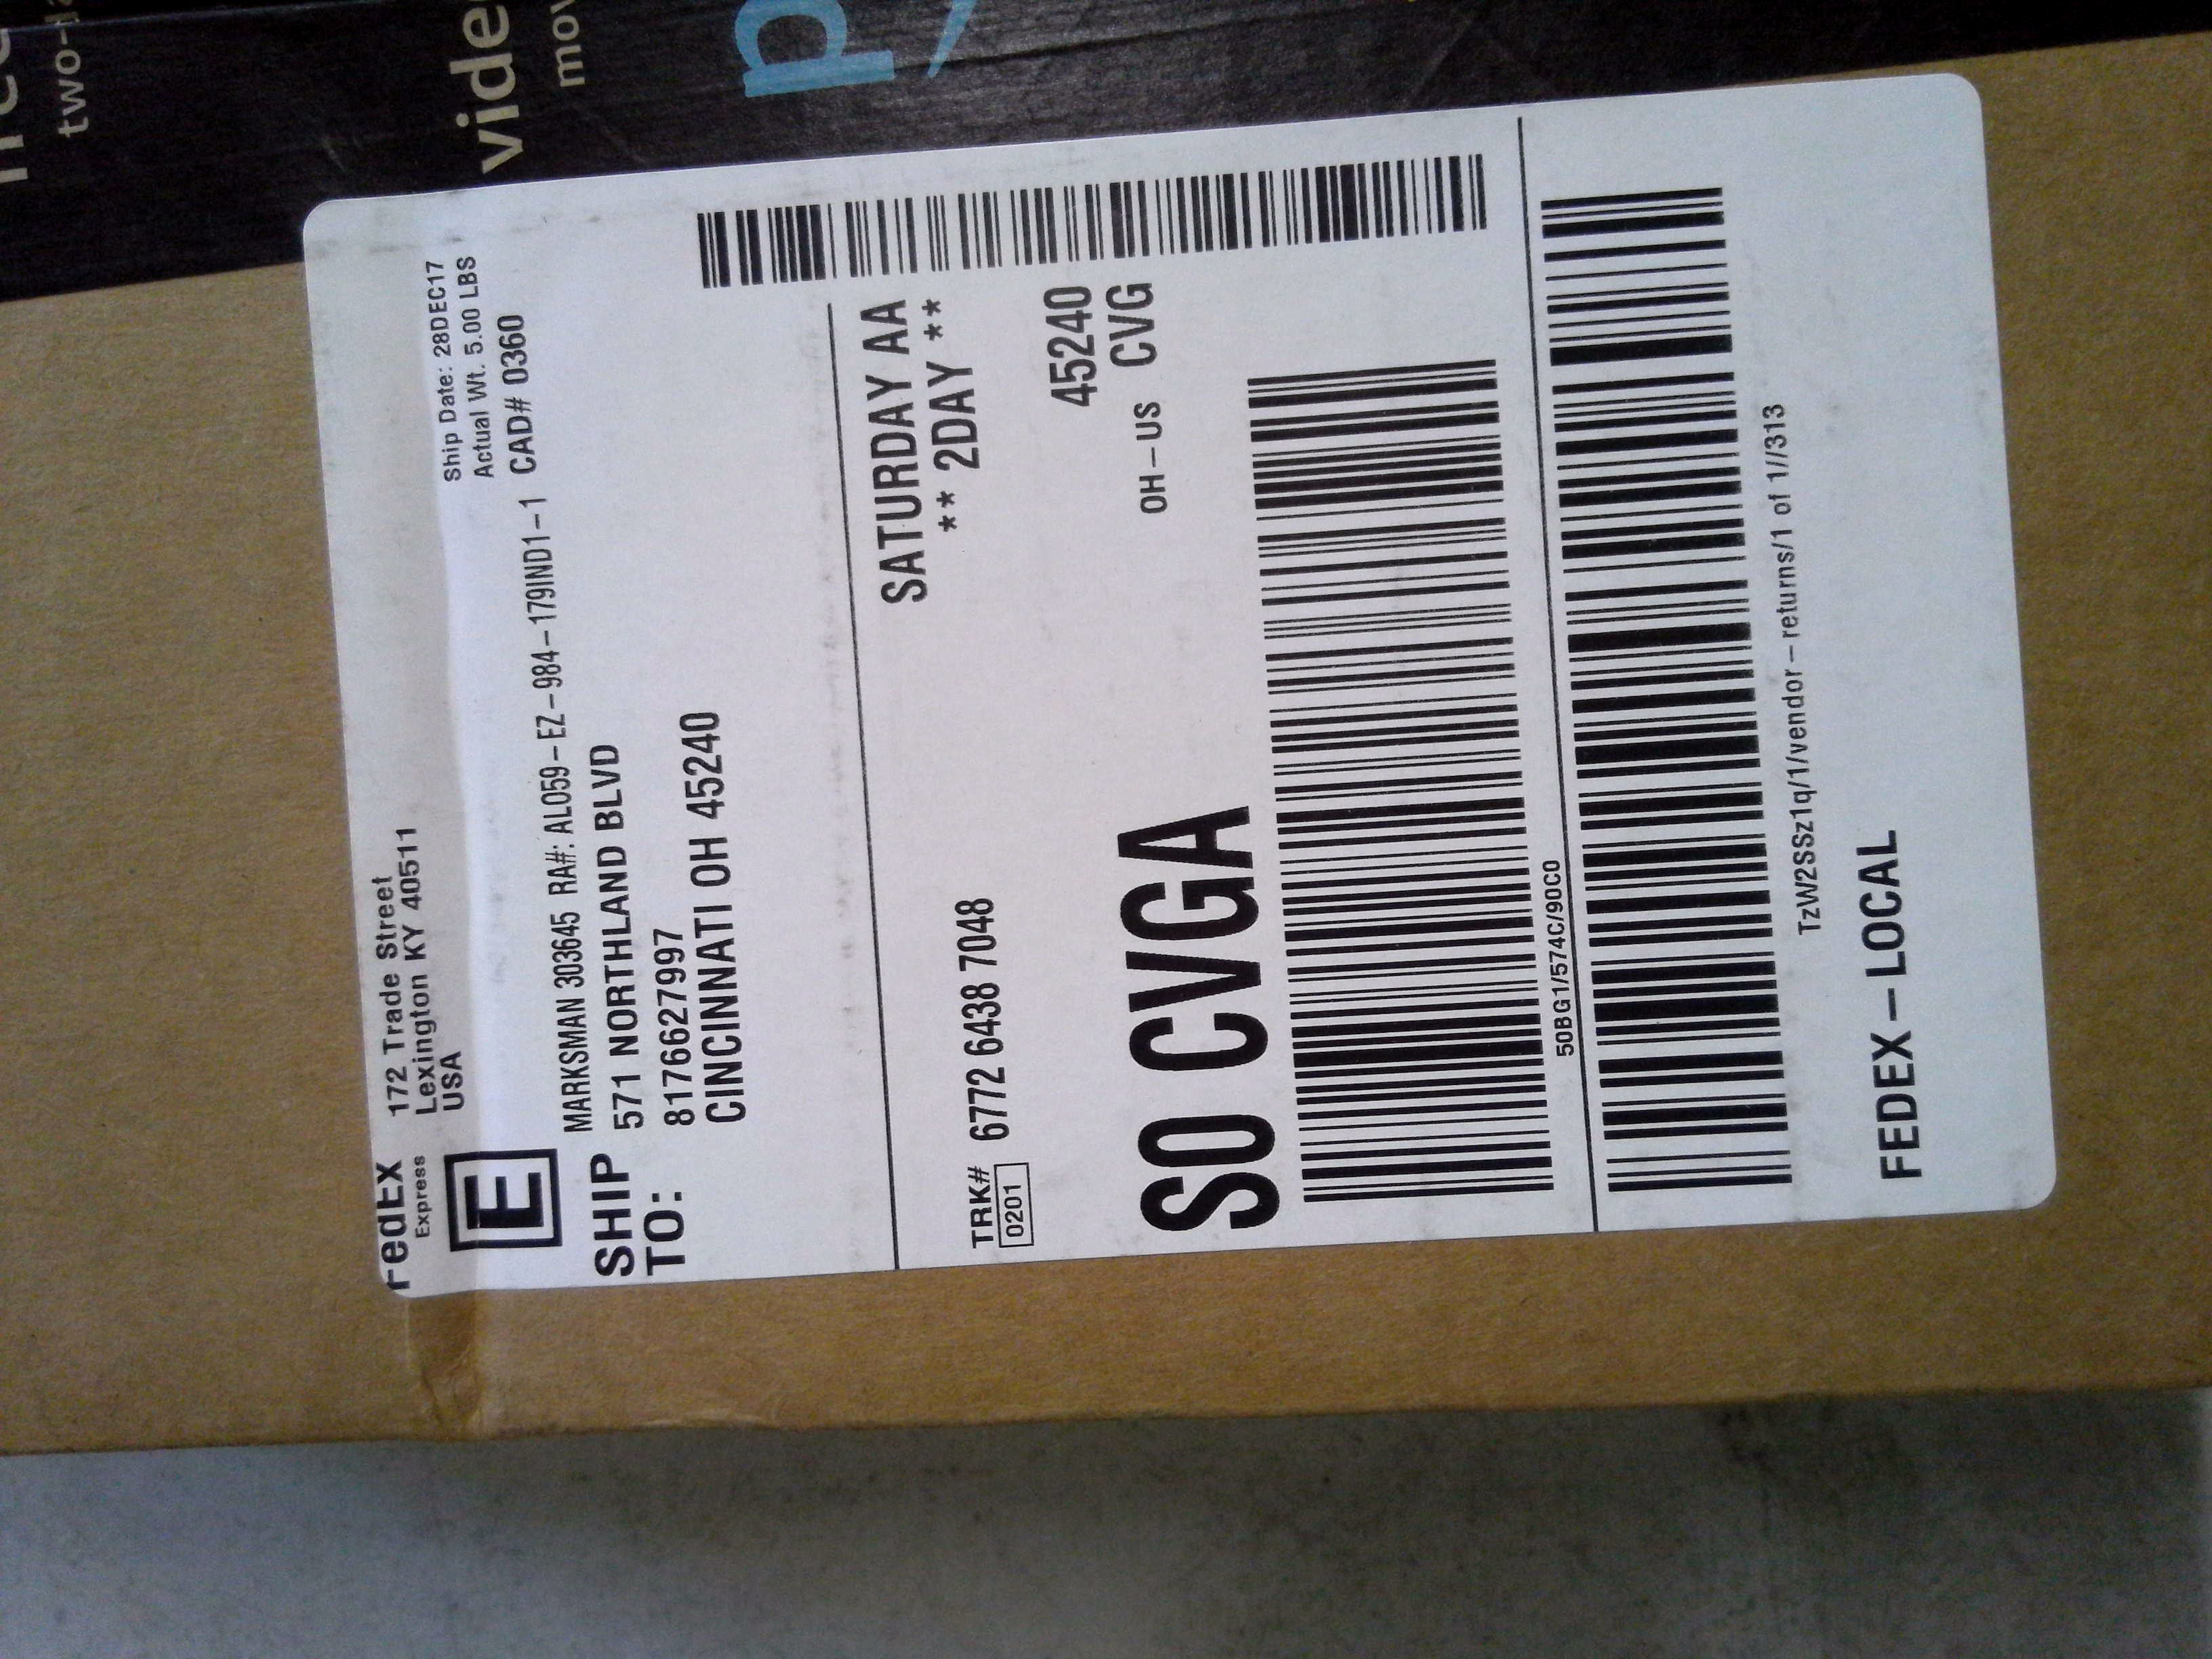 two-
vide
mov
p
FedEx
Express
172 Trade Street
Lexington KY 40511
USA
Ship Date: 28DEC17
Actual Wt. 5.00 LBS
CAD# 0360
E
SHIP
TO:
MARKSMAN 303645 RA#: AL059-EZ-984-179IND1-1
571 NORTHLAND BLVD
8176627997
CINCINNATI OH 45240
SATURDAY AA
** 2DAY **
TRK# 6772 6438 7048
0201
45240
OH-US CVG
SO CVGA
50BG1/574C/90C0
TzW2SSz1q/1/vendor-returns/1 of 1//313
FEDEX-LOCAL